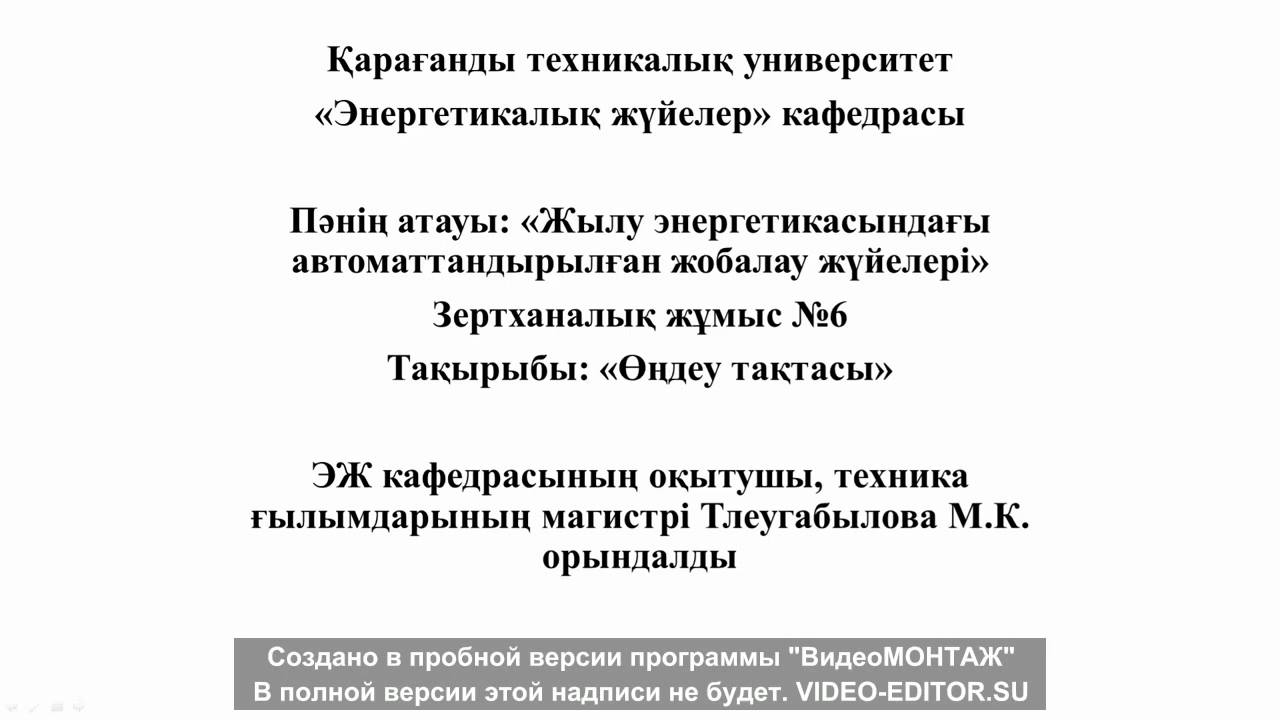 Қарағанды техникалық университет
«Энергетикалық жүйелер» кафедрасы
Пәнің атауы: «Жылу энергетикасындағы
автоматтандырылған жобалау жүйелері»
Зертханалық жұмыс №6
Тақырыбы: «Өңдеу тақтасы»
ЭЖ кафедрасының оқытушы, техника
ғылымдарының магистрі Тлеугабылова М.К.
орындалды
Создано в пробной версии программы "ВидеоМОНТАЖ"
В полной версии этой надписи не будет. VIDEO-EDITOR.SU